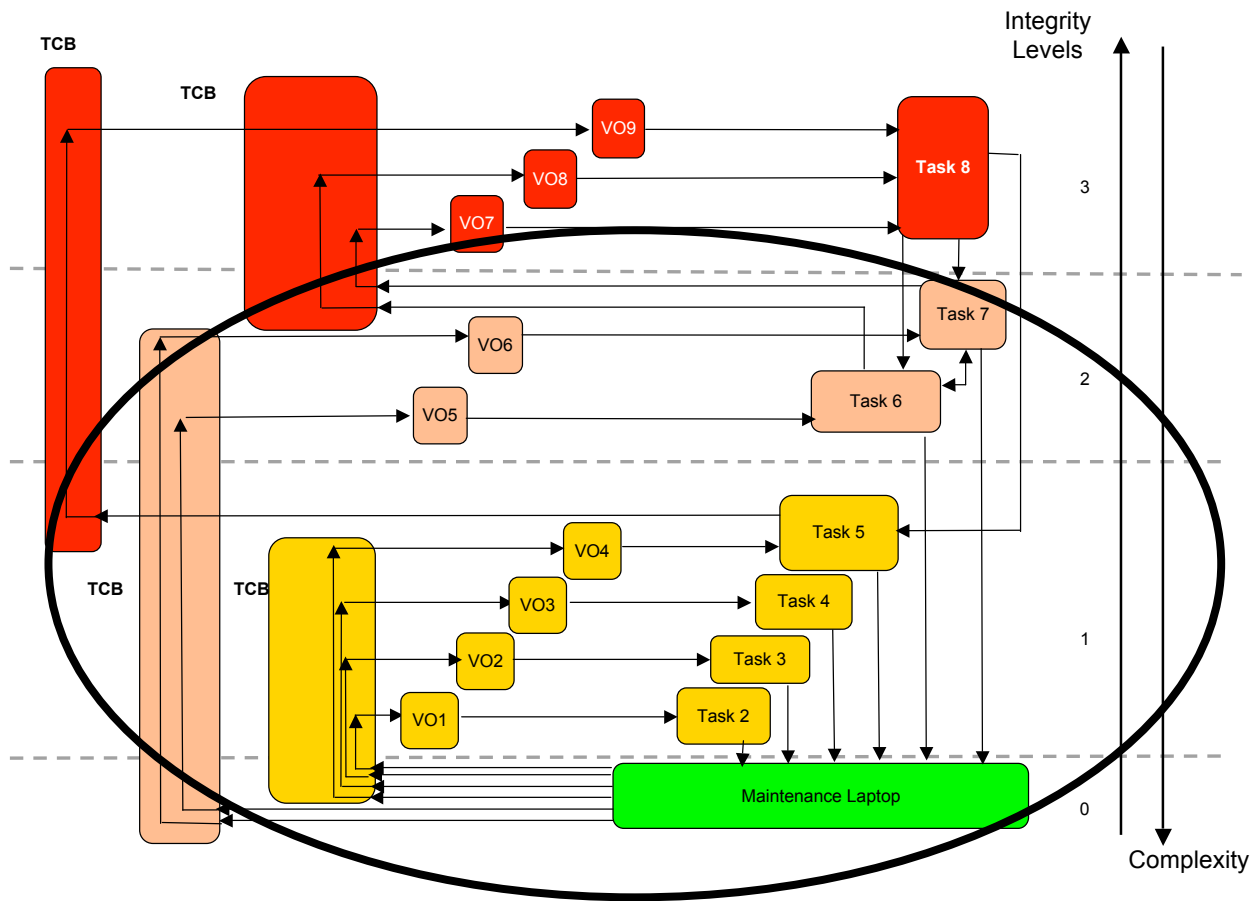 Integrity
Levels
TCB
TCB
VO9
VO8
Task 8
3
VO7
Task 7
VO6
2
Task 6
VO5
Task 5
VO4
TCB
TCB
Task 4
VO3
1
Task 3
VO2
Task 2
VO1
Maintenance Laptop
0
Complexity